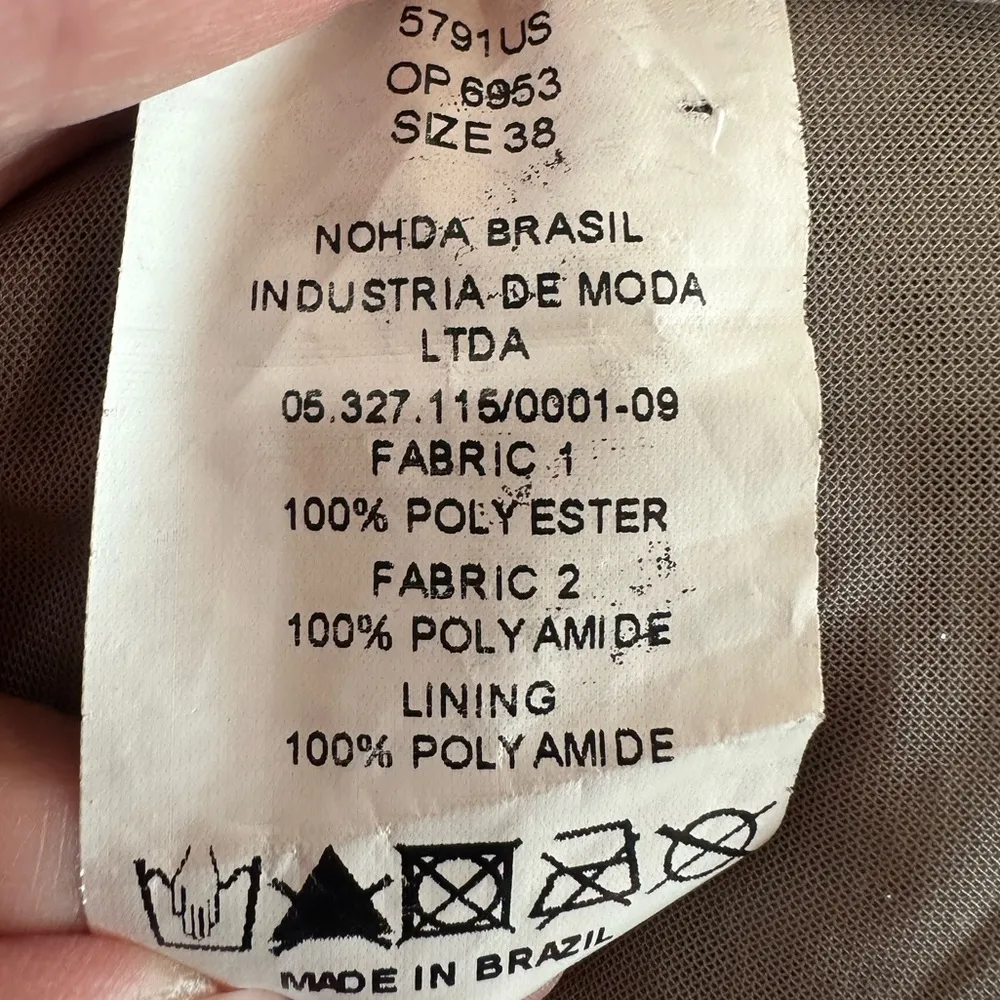 5791US
OP 6953
SIZE 38
NOHDA BRASIL
INDUSTRIA DE MODA
LTDA
05.327.115/0001-09
FABRIC 1
100% POLYESTER
FABRIC 2
100% POLYAMIDE
LINING
100% POLYAMIDE
MADE IN BRAZIL